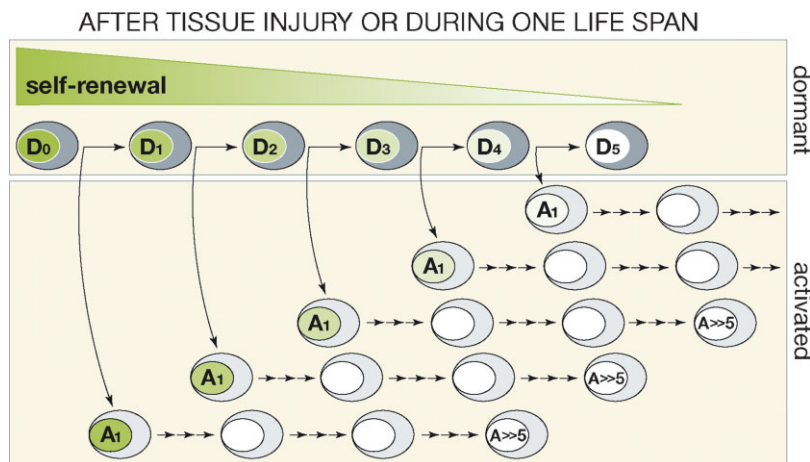 AFTER TISSUE INJURY OR DURING ONE LIFE SPAN
self-renewal
dormant
D0 D1 D2 D3 D4 D5
A1
A1
activated
A1 A>>5
A1 A>>5
A1 A>>5